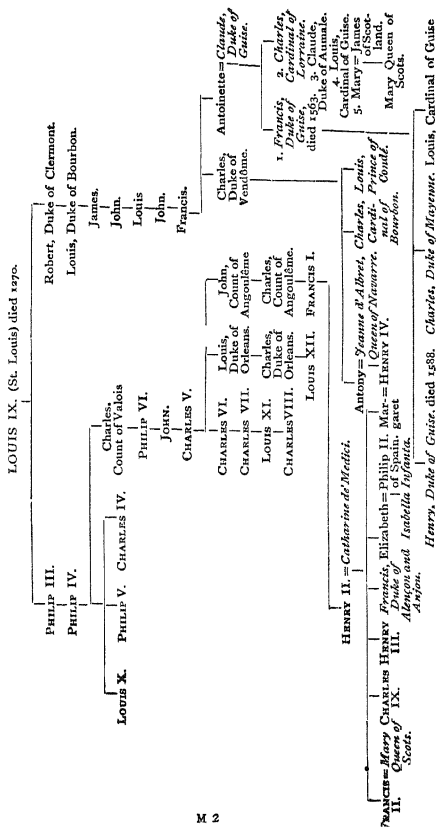 LOUIS IX. (St. Louis) died 1270.
PHILIP III.
Robert, Duke of Clermont.
PHILIP IV.
Louis, Duke of Bourbon.
LOUIS X.
PHILIP V.
CHARLES IV.
Charles,
Count of Valois
James.
PHILIP VI.
John.
JOHN.
Louis
CHARLES V.
John.
Francis.
CHARLES VI.
Louis,
Duke of
Orleans.
John,
Count of
Angoulême
CHARLES VII.
LOUIS XI.
Charles,
Duke of
Orleans.
Charles,
Count of
Angoulême.
CHARLES VIII.
LOUIS XII.
FRANCIS I.
Charles,
Duke of
Vendôme.
Antoinette=Claude,
Duke of
Guise.
1. Francis,
Duke of
Guise,
died 1563.
2. Charles,
Cardinal of
Lorraine.
3. Claude,
Duke of Aumale.
4. Louis,
Cardinal of Guise.
5. Mary=James
of Scot-
land.
Mary Queen of
Scots.
HENRY II.=Catharine de' Medici.
Antony=Jeanne d'Albret,
Queen of Navarre.
Charles,
Cardi-
nal of
Bourbon.
Louis,
Prince of
Condé.
FRANCIS=Mary
II. Queen of
Scots.
CHARLES
IX.
HENRY
III.
Francis,
Duke of
Alençon and
Anjou.
Elizabeth=Philip II.
of Spain.
Isabella Infanta.
Mar-=HENRY IV.
garet
Henry, Duke of Guise, died 1588. Charles, Duke of Mayenne. Louis, Cardinal of Guise
M 2